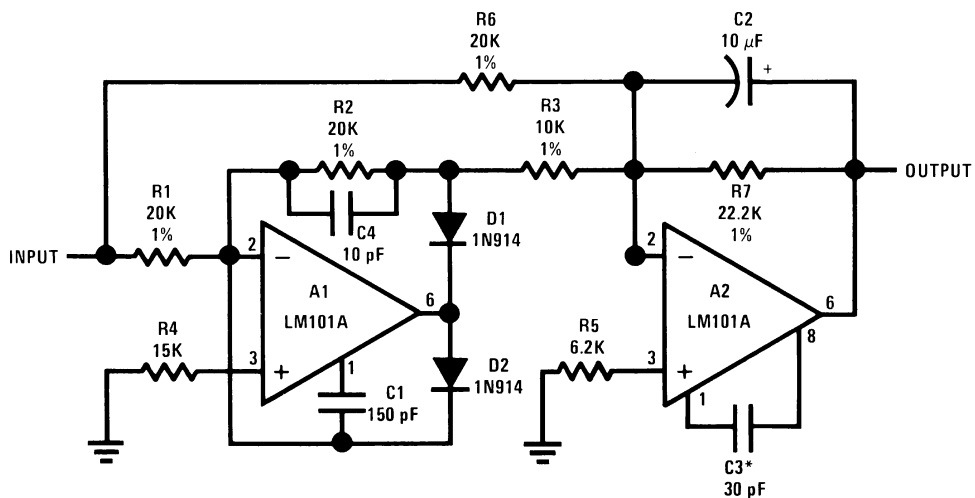 R6
20K
1%
C2
10 μF
+
R2
20K
1%
R3
10K
1%
OUTPUT
R1
20K
1%
C4
10 pF
D1
1N914
R7
22.2K
1%
INPUT
2
−
A1
LM101A
6
2
−
A2
LM101A
6
8
R4
15K
3
+
1
D2
1N914
R5
6.2K
3
+
1
C1
150 pF
C3*
30 pF